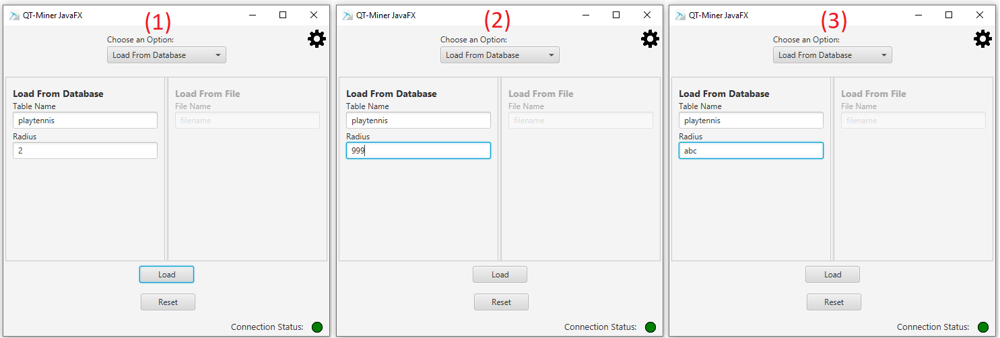 QT-Miner JavaFX
(1)
Choose an Option:
Load From Database
Load From Database
Table Name
playtennis
Radius
2
Load From File
File Name
filename
Load
Reset
Connection Status:
QT-Miner JavaFX
(2)
Choose an Option:
Load From Database
Load From Database
Table Name
playtennis
Radius
999
Load From File
File Name
filename
Load
Reset
Connection Status:
QT-Miner JavaFX
(3)
Choose an Option:
Load From Database
Load From Database
Table Name
playtennis
Radius
abc
Load From File
File Name
filename
Load
Reset
Connection Status: